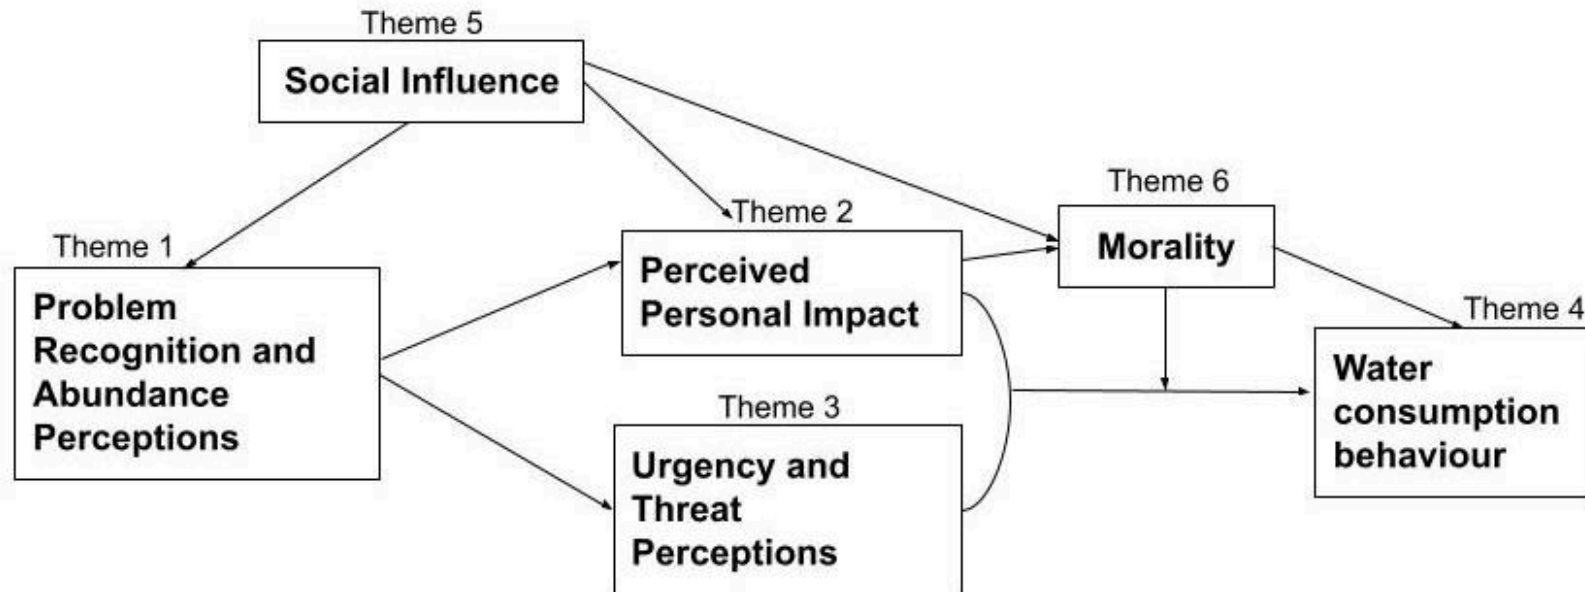 Theme 5
Social Influence
Theme 6
Morality
Theme 2
Perceived
Personal Impact
Theme 1
Problem
Recognition and
Abundance
Perceptions
Theme 4
Water
consumption
behaviour
Theme 3
Urgency and
Threat
Perceptions